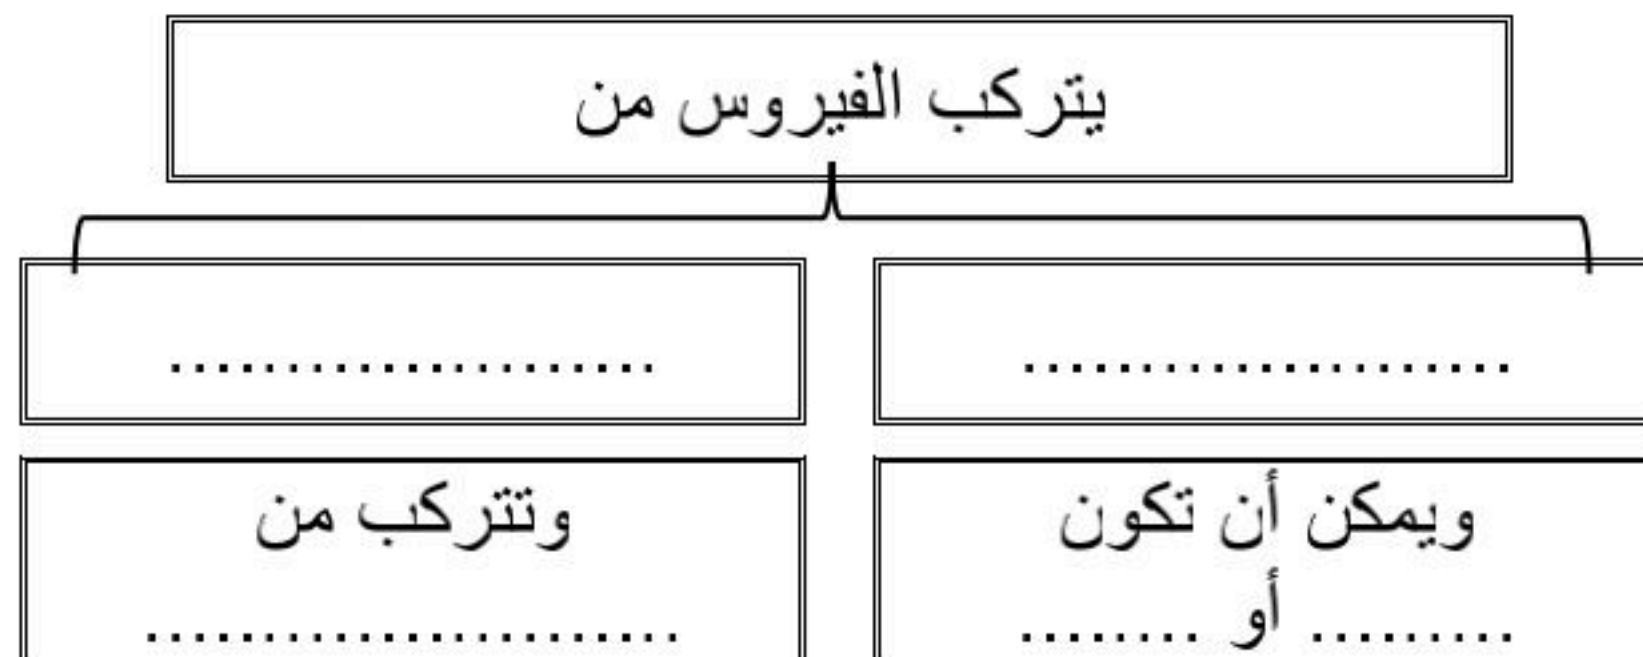 يتركب الفيروس من
.....................
.....................
ويمكن أن تكون
......... أو ........
وتتركب من
.......................